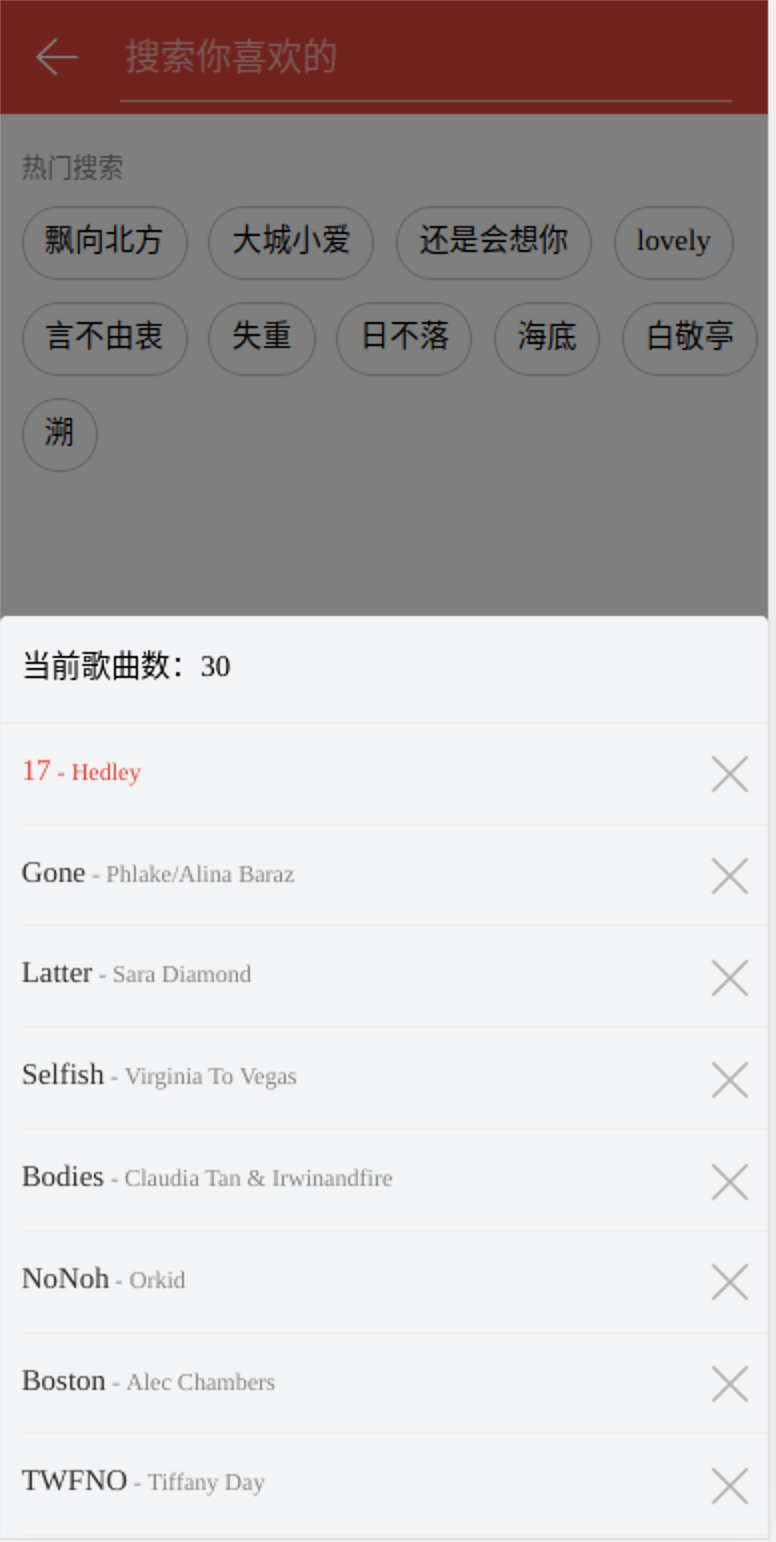 搜索你喜欢的
热门搜索
飘向北方 大城小爱 还是会想你 lovely
言不由衷 失重 日不落 海底 白敬亭
溯
当前歌曲数：30
17 - Hedley
Gone - Phlake/Alina Baraz
Latter - Sara Diamond
Selfish - Virginia To Vegas
Bodies - Claudia Tan & Irwinandfire
NoNoh - Orkid
Boston - Alec Chambers
TWFNO - Tiffany Day